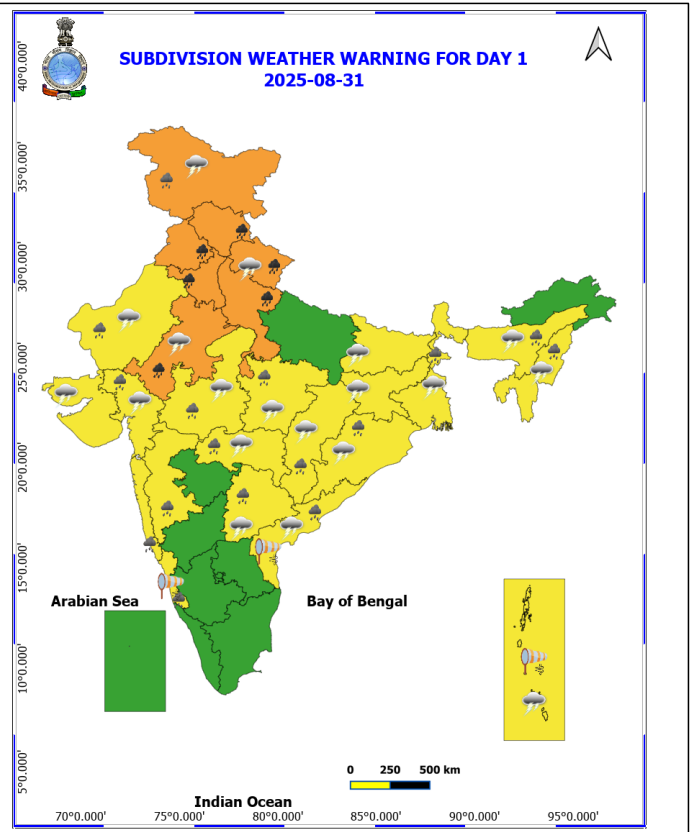 SUBDIVISION WEATHER WARNING FOR DAY 1
2025-08-31
40°0.000'
35°0.000'
30°0.000'
25°0.000'
20°0.000'
15°0.000'
10°0.000'
5°0.000'
Arabian Sea
Bay of Bengal
0 250 500 km
Indian Ocean
70°0.000' 75°0.000' 80°0.000' 85°0.000' 90°0.000' 95°0.000'